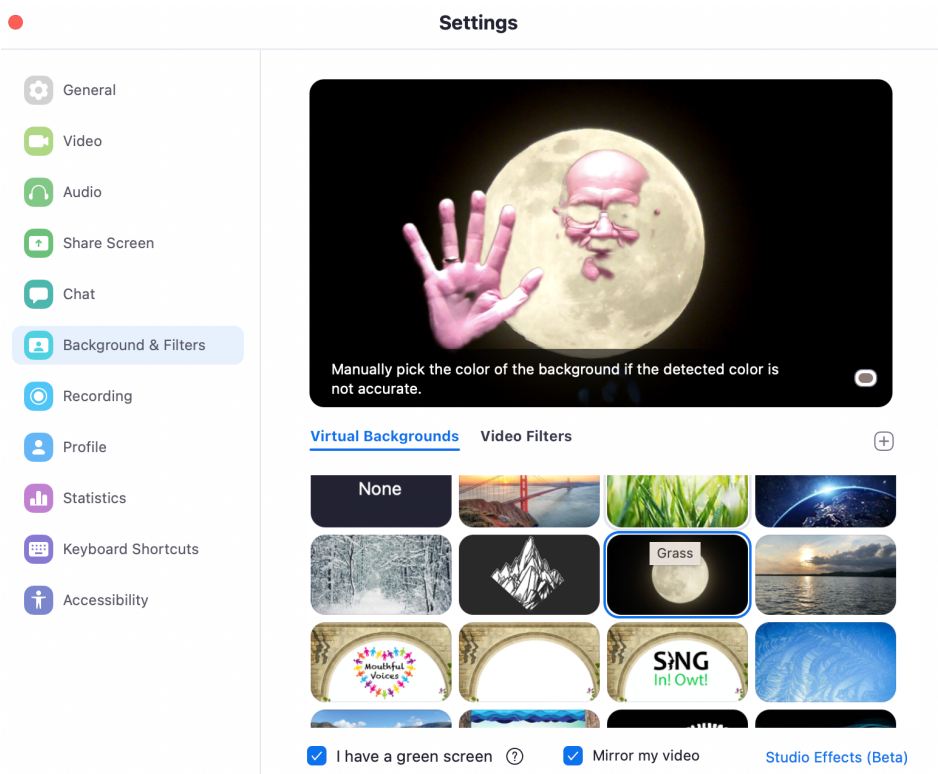 Settings
General
Video
Audio
Share Screen
Chat
Background & Filters
Recording
Profile
Statistics
Keyboard Shortcuts
Accessibility
Manually pick the color of the background if the detected color is
not accurate.
Virtual Backgrounds
Video Filters
None
Grass
Mouthful
Voices
SING
In! Owt!
I have a green screen ?
Mirror my video
Studio Effects (Beta)